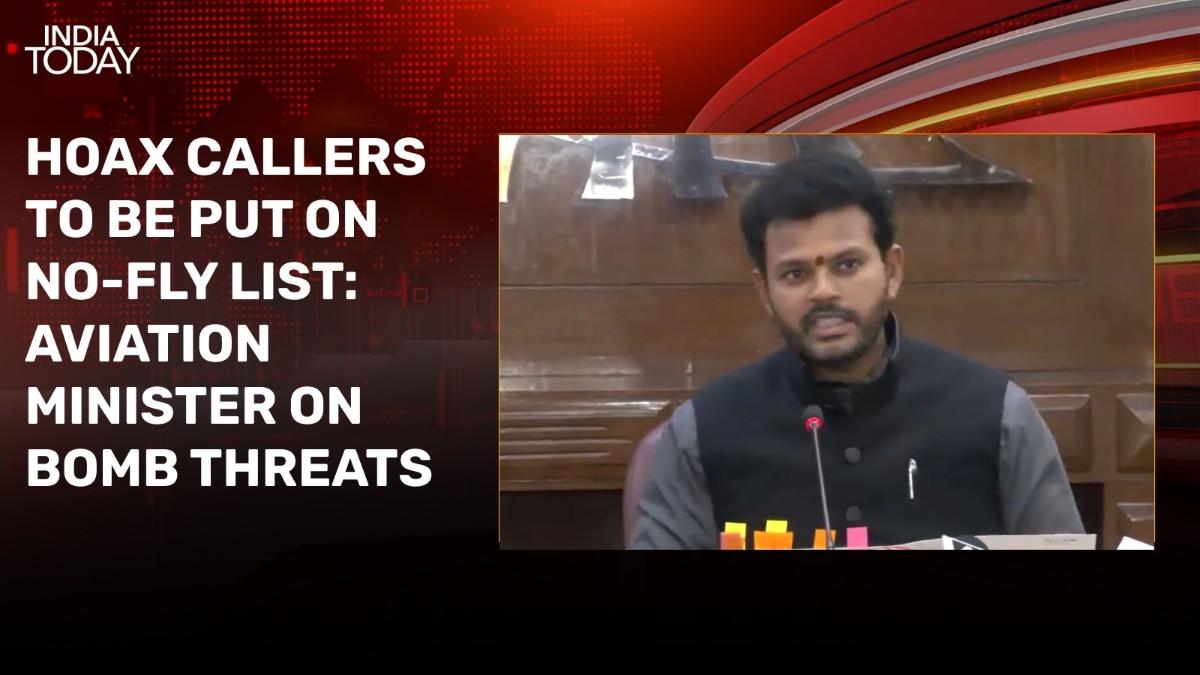 INDIA
TODAY
HOAX CALLERS
TO BE PUT ON
NO-FLY LIST:
AVIATION
MINISTER ON
BOMB THREATS